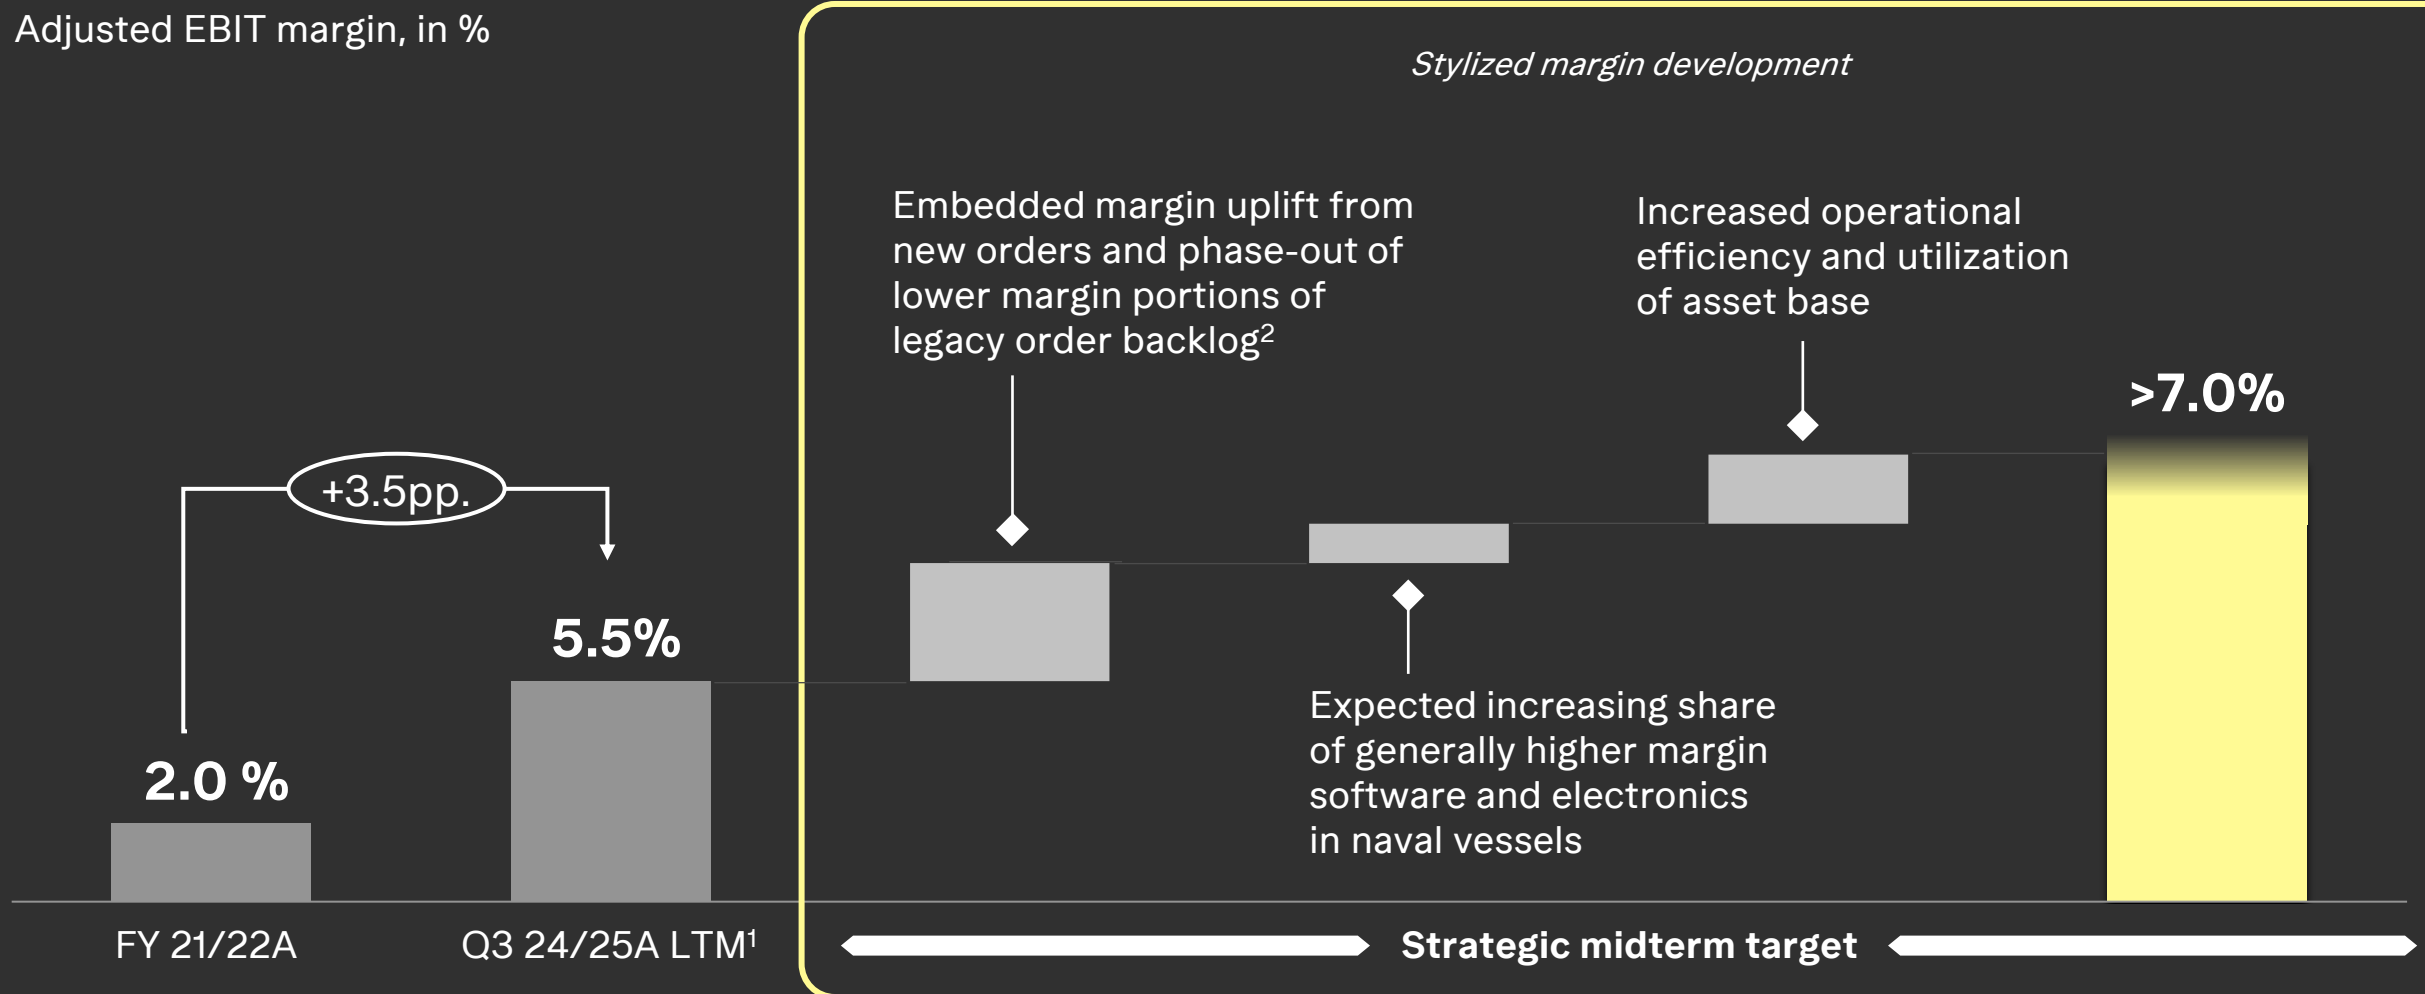 Adjusted EBIT margin, in %
Stylized margin development
Embedded margin uplift from
new orders and phase-out of
lower margin portions of
legacy order backlog²
Increased operational
efficiency and utilization
of asset base
>7.0%
+3.5pp.
5.5%
2.0 %
Expected increasing share
of generally higher margin
software and electronics
in naval vessels
FY 21/22A
Q3 24/25A LTM¹
Strategic midterm target